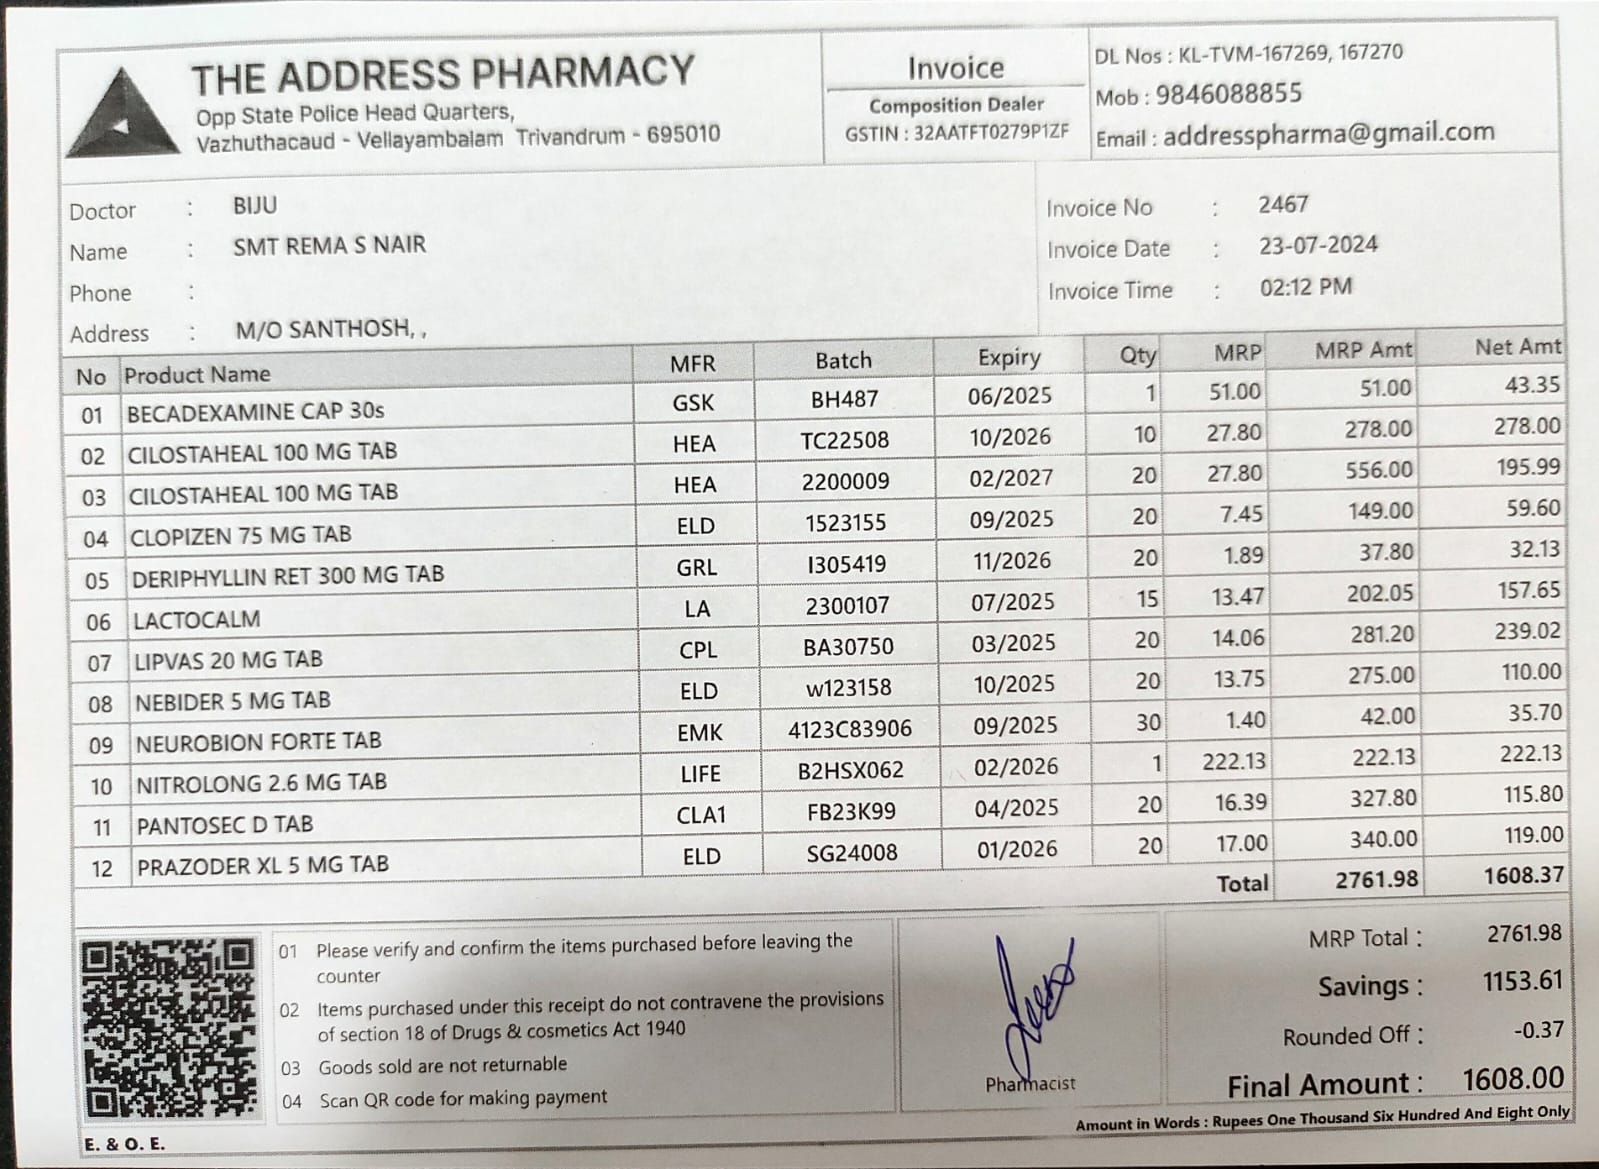 THE ADDRESS PHARMACY
Opp State Police Head Quarters,
Vazhuthacaud - Vellayambalam Trivandrum - 695010
Invoice
Composition Dealer
GSTIN : 32AATFT0279P1ZF
DL Nos : KL-TVM-167269, 167270
Mob : 9846088855
Email : addresspharma@gmail.com
Doctor : BIJU
Name : SMT REMA S NAIR
Phone :
Address : M/O SANTHOSH, ,
Invoice No : 2467
Invoice Date : 23-07-2024
Invoice Time : 02:12 PM
No Product Name MFR Batch Expiry Qty MRP MRP Amt Net Amt
01 BECADEXAMINE CAP 30s GSK BH487 06/2025 1 51.00 51.00 43.35
02 CILOSTAHEAL 100 MG TAB HEA TC22508 10/2026 10 27.80 278.00 278.00
03 CILOSTAHEAL 100 MG TAB HEA 2200009 02/2027 20 27.80 556.00 195.99
04 CLOPIZEN 75 MG TAB ELD 1523155 09/2025 20 7.45 149.00 59.60
05 DERIPHYLLIN RET 300 MG TAB GRL I305419 11/2026 20 1.89 37.80 32.13
06 LACTOCALM LA 2300107 07/2025 15 13.47 202.05 157.65
07 LIPVAS 20 MG TAB CPL BA30750 03/2025 20 14.06 281.20 239.02
08 NEBIDER 5 MG TAB ELD w123158 10/2025 20 13.75 275.00 110.00
09 NEUROBION FORTE TAB EMK 4123C83906 09/2025 30 1.40 42.00 35.70
10 NITROLONG 2.6 MG TAB LIFE B2HSX062 02/2026 1 222.13 222.13 222.13
11 PANTOSEC D TAB CLA1 FB23K99 04/2025 20 16.39 327.80 115.80
12 PRAZODER XL 5 MG TAB ELD SG24008 01/2026 20 17.00 340.00 119.00
Total 2761.98 1608.37
01 Please verify and confirm the items purchased before leaving the
counter
02 Items purchased under this receipt do not contravene the provisions
of section 18 of Drugs & cosmetics Act 1940
03 Goods sold are not returnable
04 Scan QR code for making payment
Pharmacist
MRP Total : 2761.98
Savings : 1153.61
Rounded Off : -0.37
Final Amount : 1608.00
Amount in Words : Rupees One Thousand Six Hundred And Eight Only
E. & O. E.